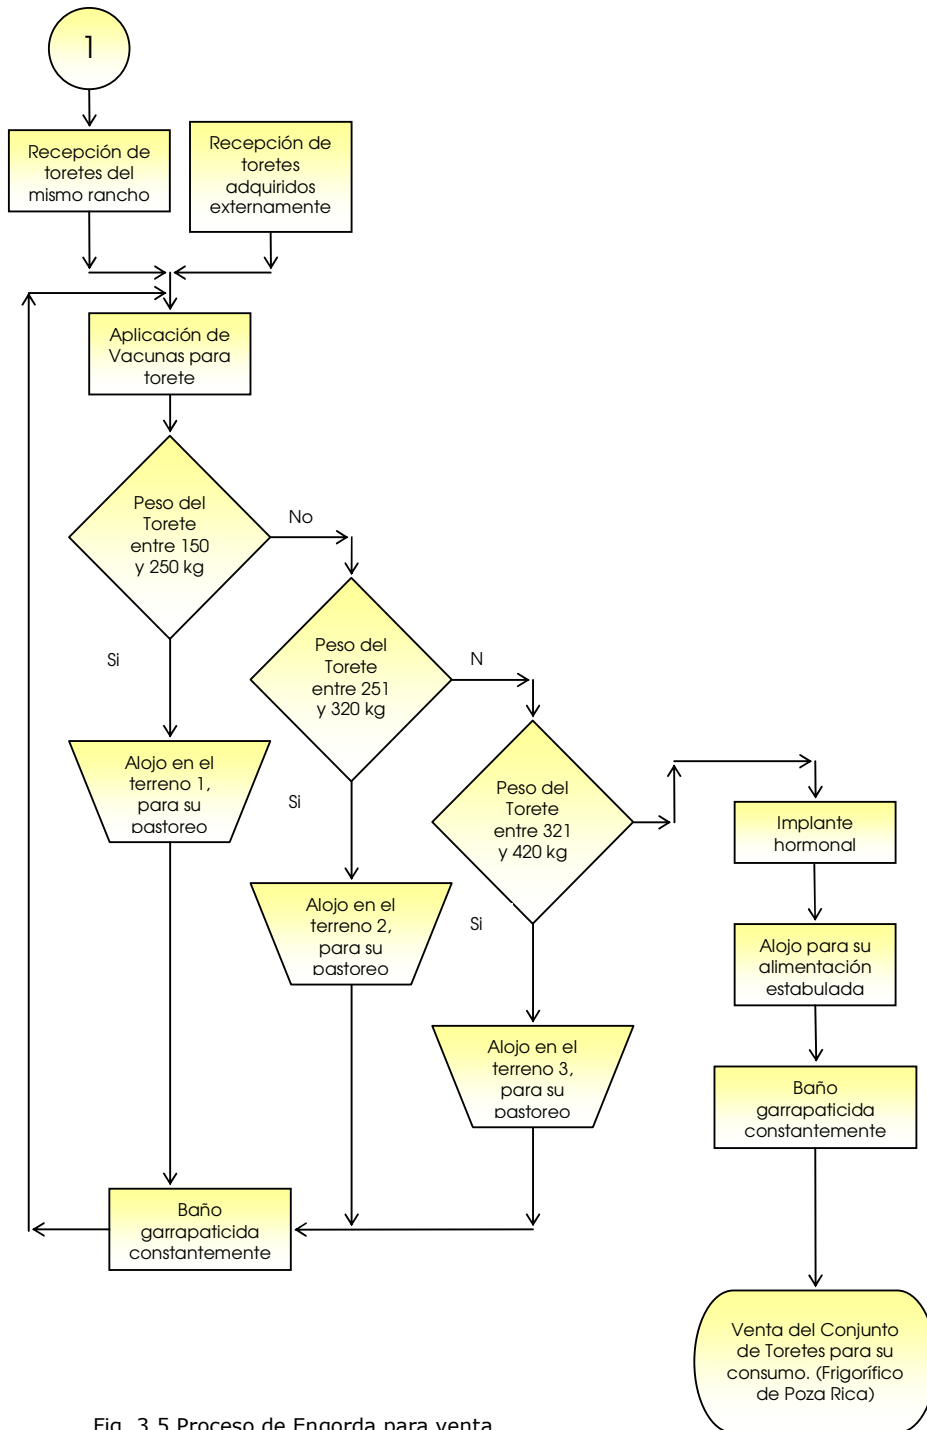 1
Recepción de
toretes del
mismo rancho
Recepción de
toretes
adquiridos
externamente
Aplicación de
Vacunas para
torete
Peso del
Torete
entre 150
y 250 kg
No
Si
Peso del
Torete
entre 251
y 320 kg
N
Si
Peso del
Torete
entre 321
y 420 kg
Si
Alojo en el
terreno 1,
para su
pastoreo
Alojo en el
terreno 2,
para su
pastoreo
Alojo en el
terreno 3,
para su
pastoreo
Implante
hormonal
Alojo para su
alimentación
estabulada
Baño
garrapaticida
constantemente
Baño
garrapaticida
constantemente
Venta del Conjunto
de Toretes para su
consumo. (Frigorífico
de Poza Rica)
Fig. 3.5 Proceso de Engorda para venta